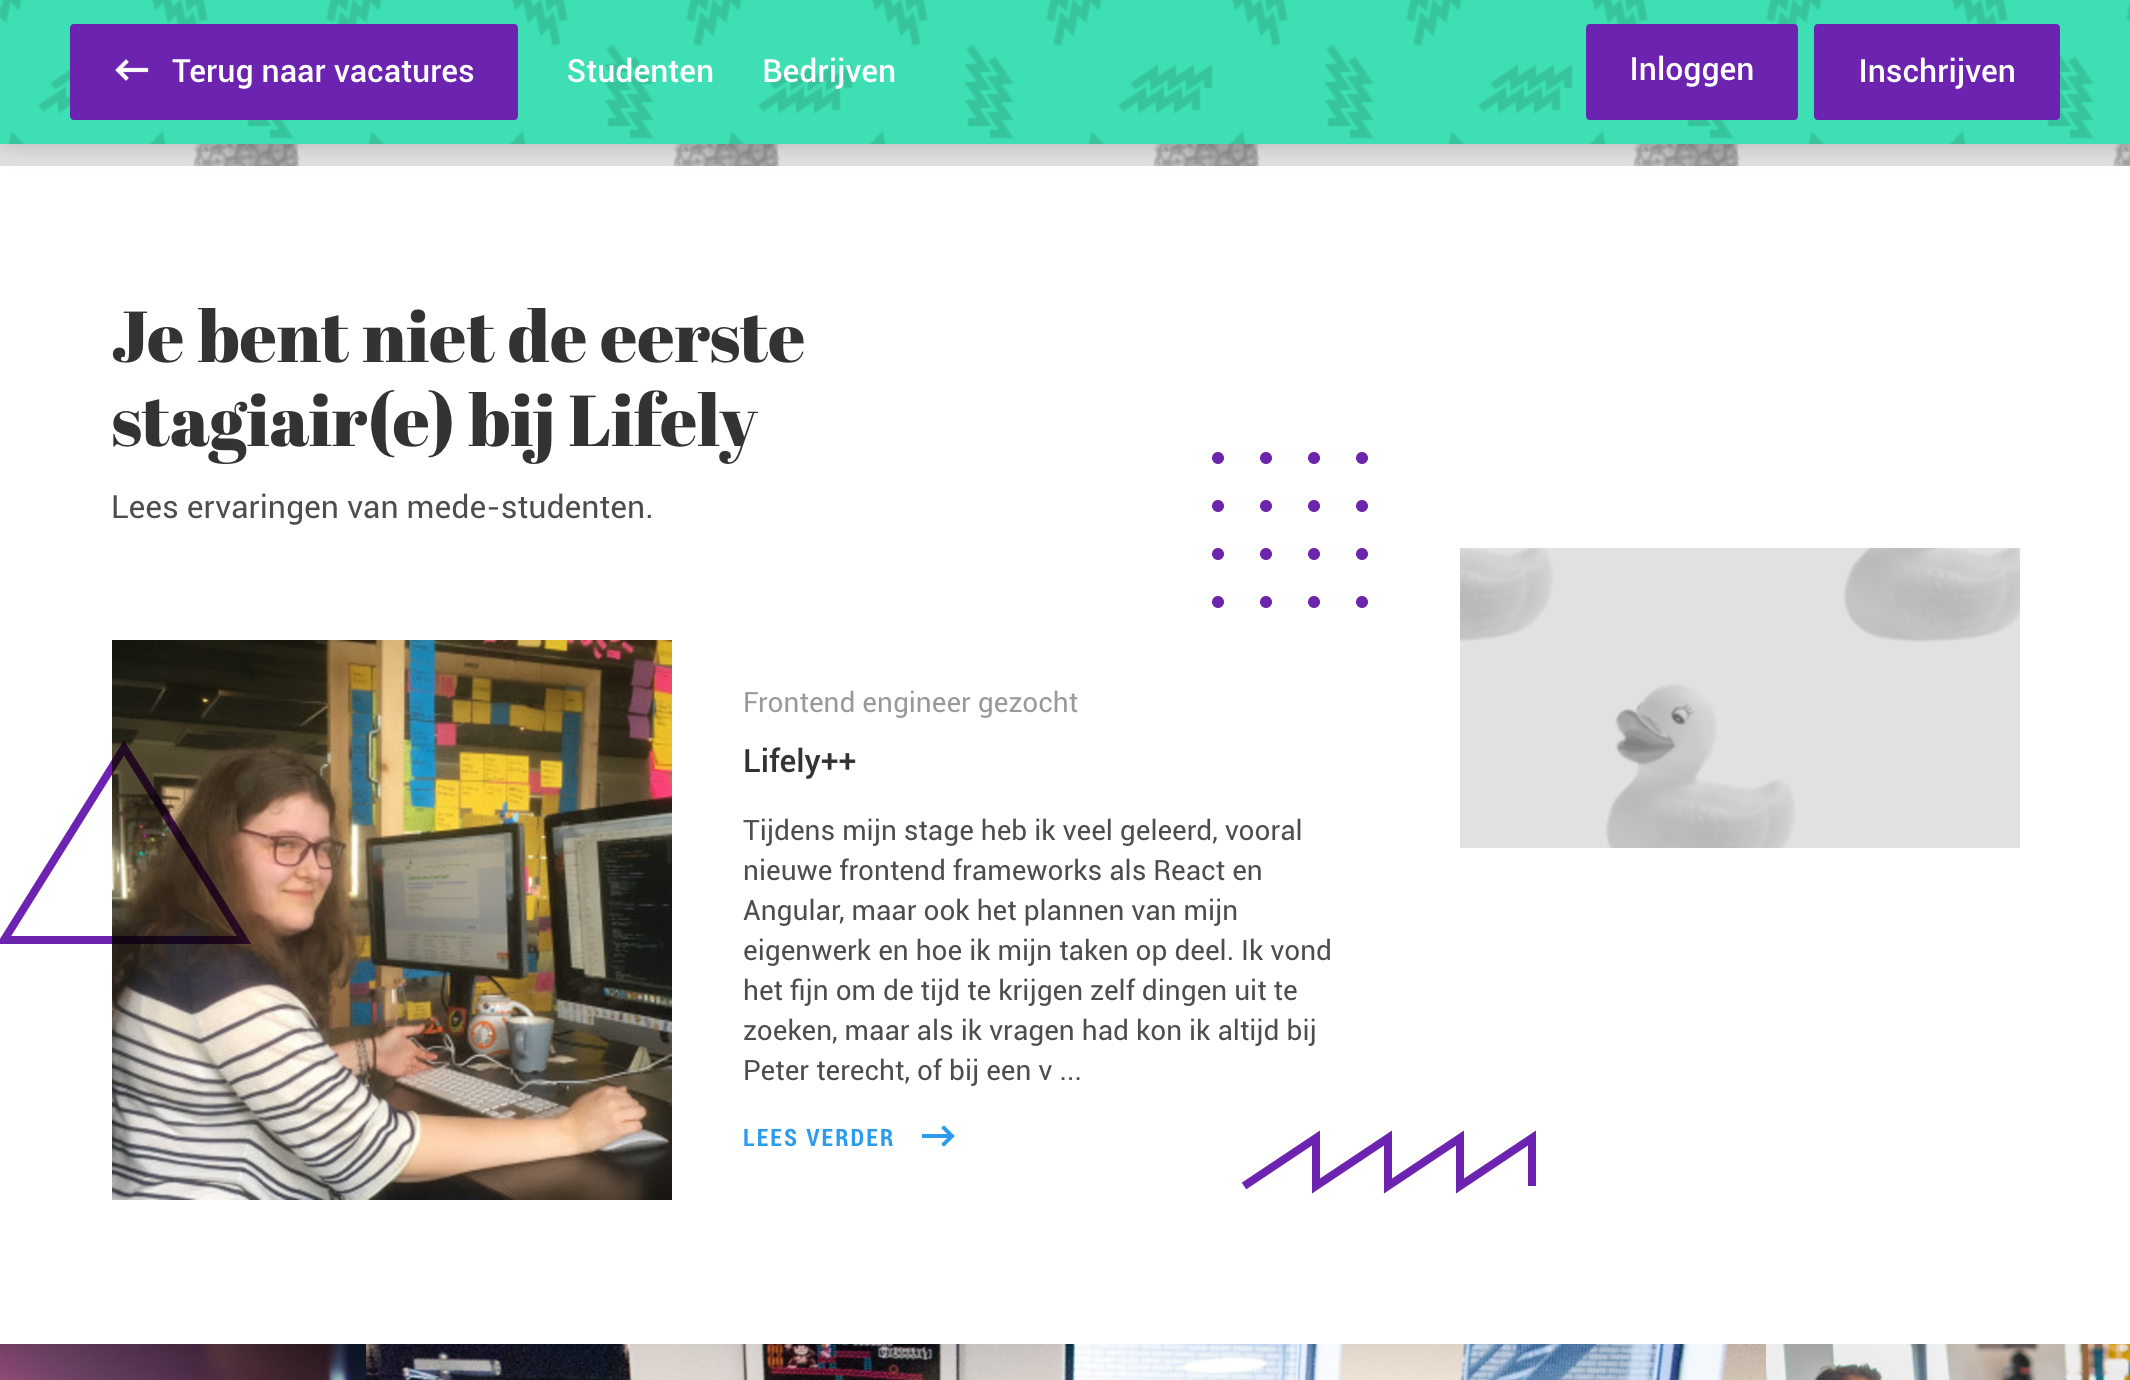 Terug naar vacatures
Studenten
Bedrijven
Inloggen
Inschrijven
Je bent niet de eerste
stagiair(e) bij Lifely
Lees ervaringen van mede-studenten.
Frontend engineer gezocht
Lifely++
Tijdens mijn stage heb ik veel geleerd, vooral
nieuwe frontend frameworks als React en
Angular, maar ook het plannen van mijn
eigenwerk en hoe ik mijn taken op deel. Ik vond
het fijn om de tijd te krijgen zelf dingen uit te
zoeken, maar als ik vragen had kon ik altijd bij
Peter terecht, of bij een v ...
LEES VERDER